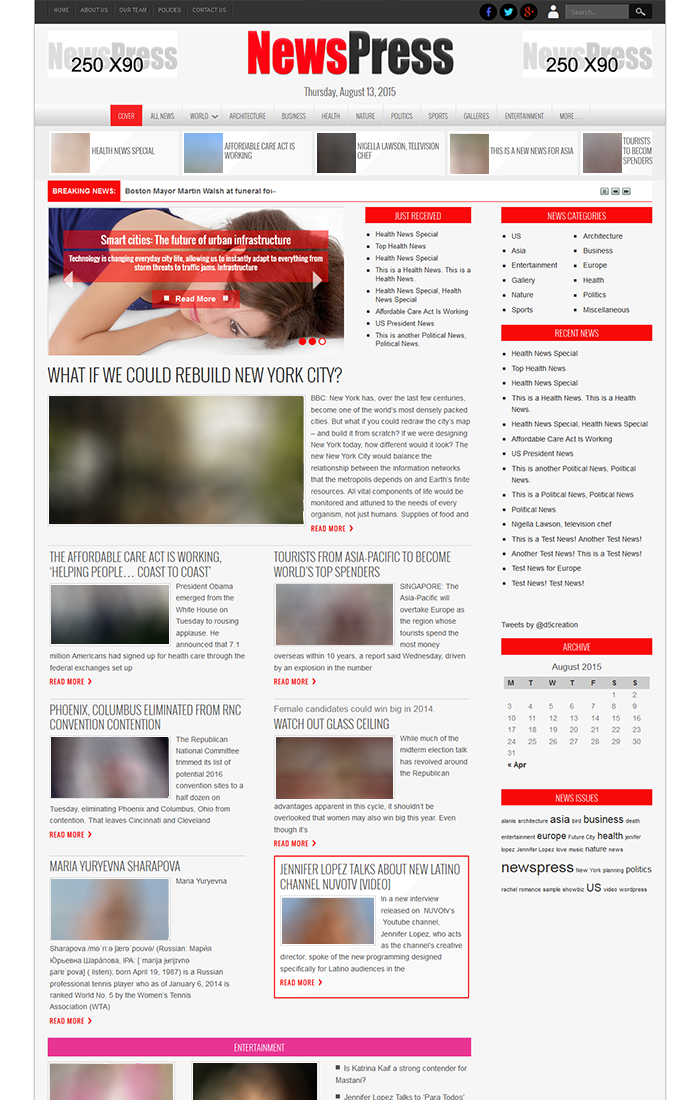 HOME ABOUT US OUR TEAM POLICIES CONTACT US
Search...
NewsPress
250 X90
NewsPress
NewsPress
250 X90
Thursday, August 13, 2015
COVER ALL NEWS WORLD ARCHITECTURE BUSINESS HEALTH NATURE POLITICS SPORTS GALLERIES ENTERTAINMENT MORE...
HEALTH NEWS SPECIAL
AFFORDABLE CARE ACT IS
WORKING
NIGELLA LAWSON, TELEVISION
CHEF
THIS IS A NEW NEWS FOR ASIA
TOURISTS
TO BECOM
SPENDERS
BREAKING NEWS: Boston Mayor Martin Walsh at funeral for–
Smart cities: The future of urban infrastructure
Technology is changing everyday city life, allowing us to instantly adapt to everything from
storm threats to traffic jams. infrastructure
Read More
JUST RECEIVED
Health News Special
Top Health News
Health News Special
This is a Health News. This is a
Health News.
Health News Special, Health
News Special
Affordable Care Act Is Working
US President News
This is another Political News,
Political News.
NEWS CATEGORIES
US
Asia
Entertainment
Gallery
Nature
Sports
Architecture
Business
Europe
Health
Politics
Miscellaneous
RECENT NEWS
Health News Special
Top Health News
Health News Special
This is a Health News. This is a Health
News.
Health News Special, Health News Special
Affordable Care Act Is Working
US President News
This is another Political News, Political
News.
This is a Political News, Political News
Political News
Nigella Lawson, television chef
This is a Test News! Another Test News!
Another Test News! This is a Test News!
Test News for Europe
Test News! Test News!
WHAT IF WE COULD REBUILD NEW YORK CITY?
BBC: New York has, over the last few centuries,
become one of the world's most densely packed
cities. But what if you could redraw the city's map
– and build it from scratch? If we were designing
New York today, how different would it look? The
new New York City would balance the
relationship between the information networks
that the metropolis depends on and Earth's finite
resources. All vital components of life would be
monitored and attuned to the needs of every
organism, not just humans. Supplies of food and
READ MORE
THE AFFORDABLE CARE ACT IS WORKING,
'HELPING PEOPLE... COAST TO COAST'
President Obama
emerged from the
White House on
Tuesday to rousing
applause. He
announced that 7.1
million Americans had signed up for health care through the
federal exchanges set up
READ MORE
TOURISTS FROM ASIA-PACIFIC TO BECOME
WORLD'S TOP SPENDERS
SINGAPORE: The
Asia-Pacific will
overtake Europe as
the region whose
tourists spend the
most money
overseas within 10 years, a report said Wednesday, driven
by an explosion in the number
READ MORE
PHOENIX, COLUMBUS ELIMINATED FROM RNC
CONVENTION CONTENTION
The Republican
National Committee
trimmed its list of
potential 2016
convention sites to a
half dozen on
Tuesday, eliminating Phoenix and Columbus, Ohio from
contention. That leaves Cincinnati and Cleveland
READ MORE
Female candidates could win big in 2014.
WATCH OUT GLASS CEILING
While much of the
midterm election talk
has revolved around
the Republican
advantages apparent in this cycle, it shouldn't be
overlooked that women may also win big this year. Even
though it's
READ MORE
MARIA YURYEVNA SHARAPOVA
Maria Yuryevna
Sharapova /məˈriːə ʃærəˈpouvə/ (Russian: Мари́я
Ю́рьевна Шара́пова, IPA: [ˈmarijə jurijɪvnə
ʂɐrapəvə] ( listen); born April 19, 1987) is a Russian
professional tennis player who as of January 6, 2014 is
ranked World No. 5 by the Women's Tennis
Association (WTA)
READ MORE
JENNIFER LOPEZ TALKS ABOUT NEW LATINO
CHANNEL NUVOTV [VIDEO]
In a new interview
released on NUVOtv's
Youtube channel,
Jennifer Lopez, who acts
as the channel's creative
director, spoke of the new programming designed
specifically for Latino audiences in the
READ MORE
Tweets by @d5creation
ARCHIVE
August 2015
M T W T F S S
1 2
3 4 5 6 7 8 9
10 11 12 13 14 15 16
17 18 19 20 21 22 23
24 25 26 27 28 29 30
31
« Apr
NEWS ISSUES
alanis architecture asia bird business death
entertainment europe Future City health jenifer
lopez Jennifer Lopez love music nature news
newspress New York planning politics
rachel romance sample showbiz US video wordpress
ENTERTAINMENT
Is Katrina Kaif a strong contender for
Mastani?
Jennifer Lopez Talks to 'Para Todos'